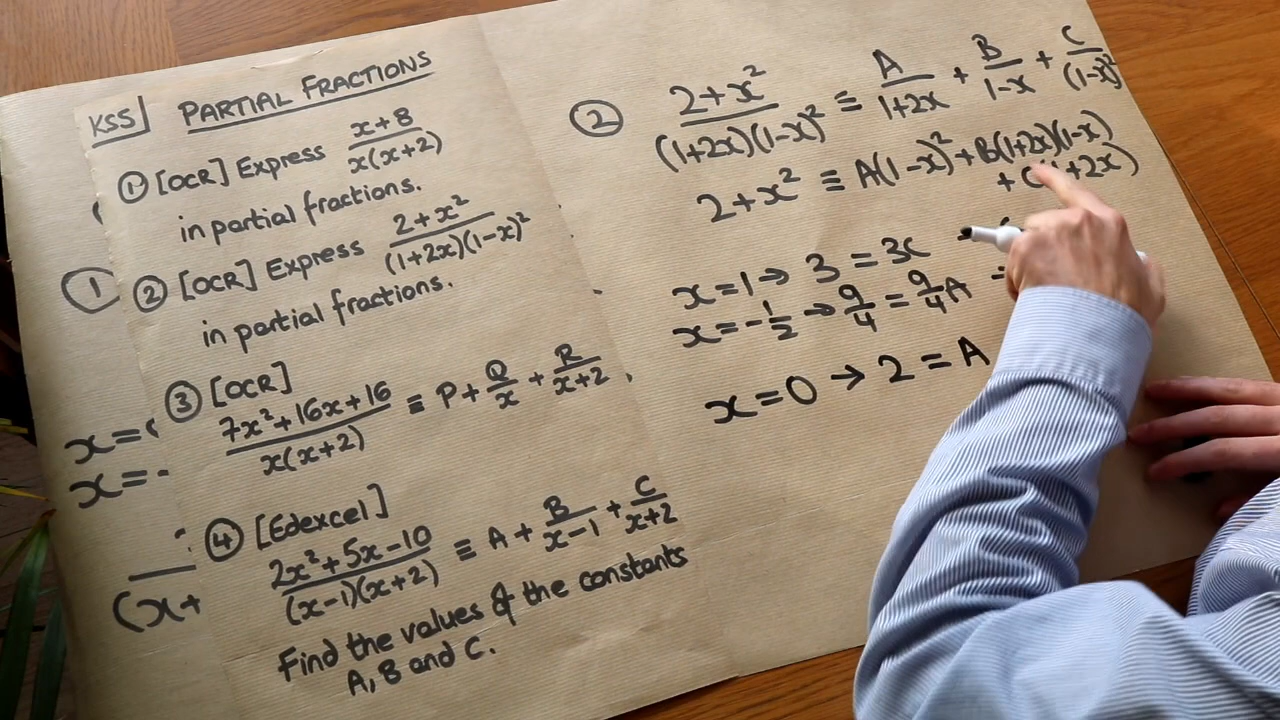 KS5
PARTIAL FRACTIONS
① [OCR] Express (x+8)/(x(x+2))
in partial fractions.
② [OCR] Express (2+x²)/((1+2x)(1-x)²)
in partial fractions.
③ [OCR]
(7x²+16x+16)/(x(x+2)) ≡ P + Q/x + R/(x+2)
④ [Edexcel]
(2x²+5x-10)/((x-1)(x+2)) ≡ A + B/(x-1) + C/(x+2)
Find the values of the constants
A, B and C.
①
x=
x=-
(x+
② (2+x²)/((1+2x)(1-x)²) ≡ A/(1+2x) + B/(1-x) + C/(1-x)²
2+x² ≡ A(1-x)² + B(1+2x)(1-x)
+ C(1+2x)
x=1 → 3 = 3C
x=-1/2 → 9/4 = 9/4 A
x=0 → 2 = A